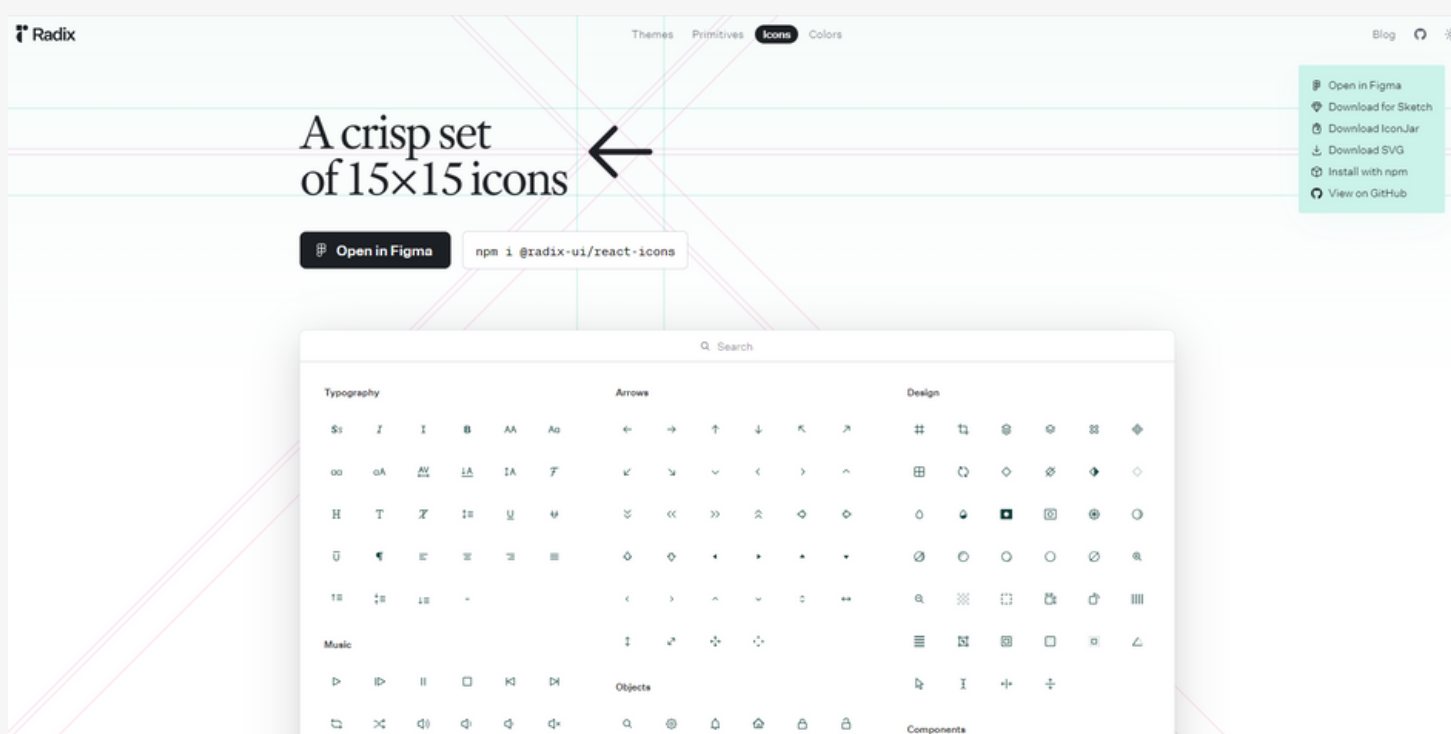 Radix
Themes Primitives Icons Colors
Blog
A crisp set
of 15×15 icons
Open in Figma
npm i @radix-ui/react-icons
Open in Figma
Download for Sketch
Download IconJar
Download SVG
Install with npm
View on GitHub
Search
Typography
Arrows
Design
Music
Objects
Components